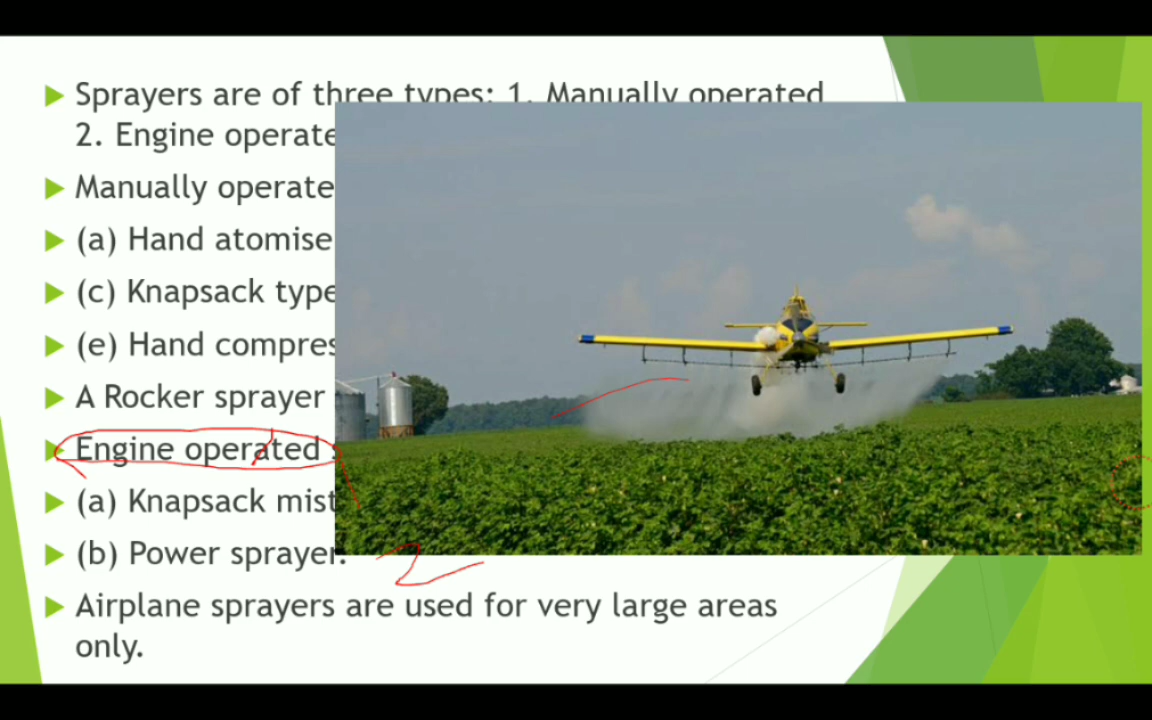 Sprayers are of three types: 1. Manually operated
2. Engine operate
Manually operate
(a) Hand atomise
(c) Knapsack type
(e) Hand compres
A Rocker sprayer
Engine operated
(a) Knapsack mist
(b) Power sprayer.
Airplane sprayers are used for very large areas
only.